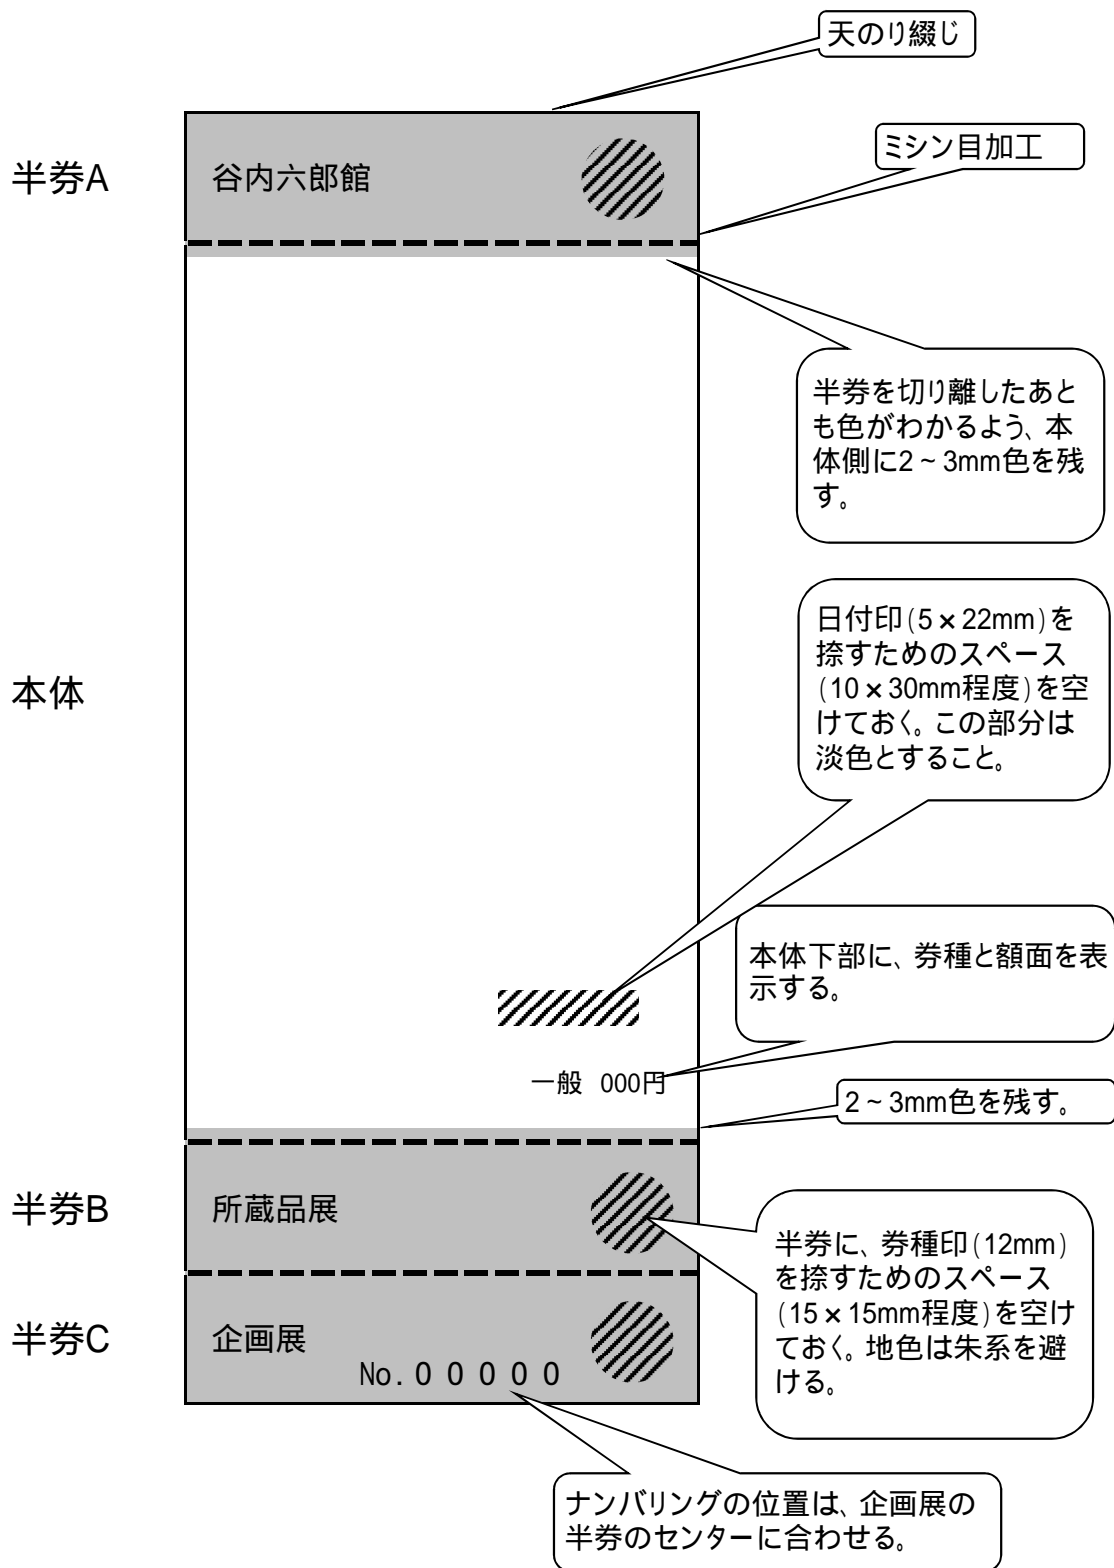 天のり綴じ
ミシン目加工
半券A
谷内六郎館
半券を切り離したあと
も色がわかるよう、本
体側に2~3mm色を残
す。
日付印(5×22mm)を
捺すためのスペース
(10×30mm程度)を空
けておく。この部分は
淡色とすること。
本体
本体下部に、券種と額面を表
示する。
一般 000円
2~3mm色を残す。
半券B
所蔵品展
半券に、券種印(12mm)
を捺すためのスペース
(15×15mm程度)を空け
ておく。地色は朱系を避
ける。
半券C
企画展
No.00000
ナンバリングの位置は、企画展の
半券のセンターに合わせる。